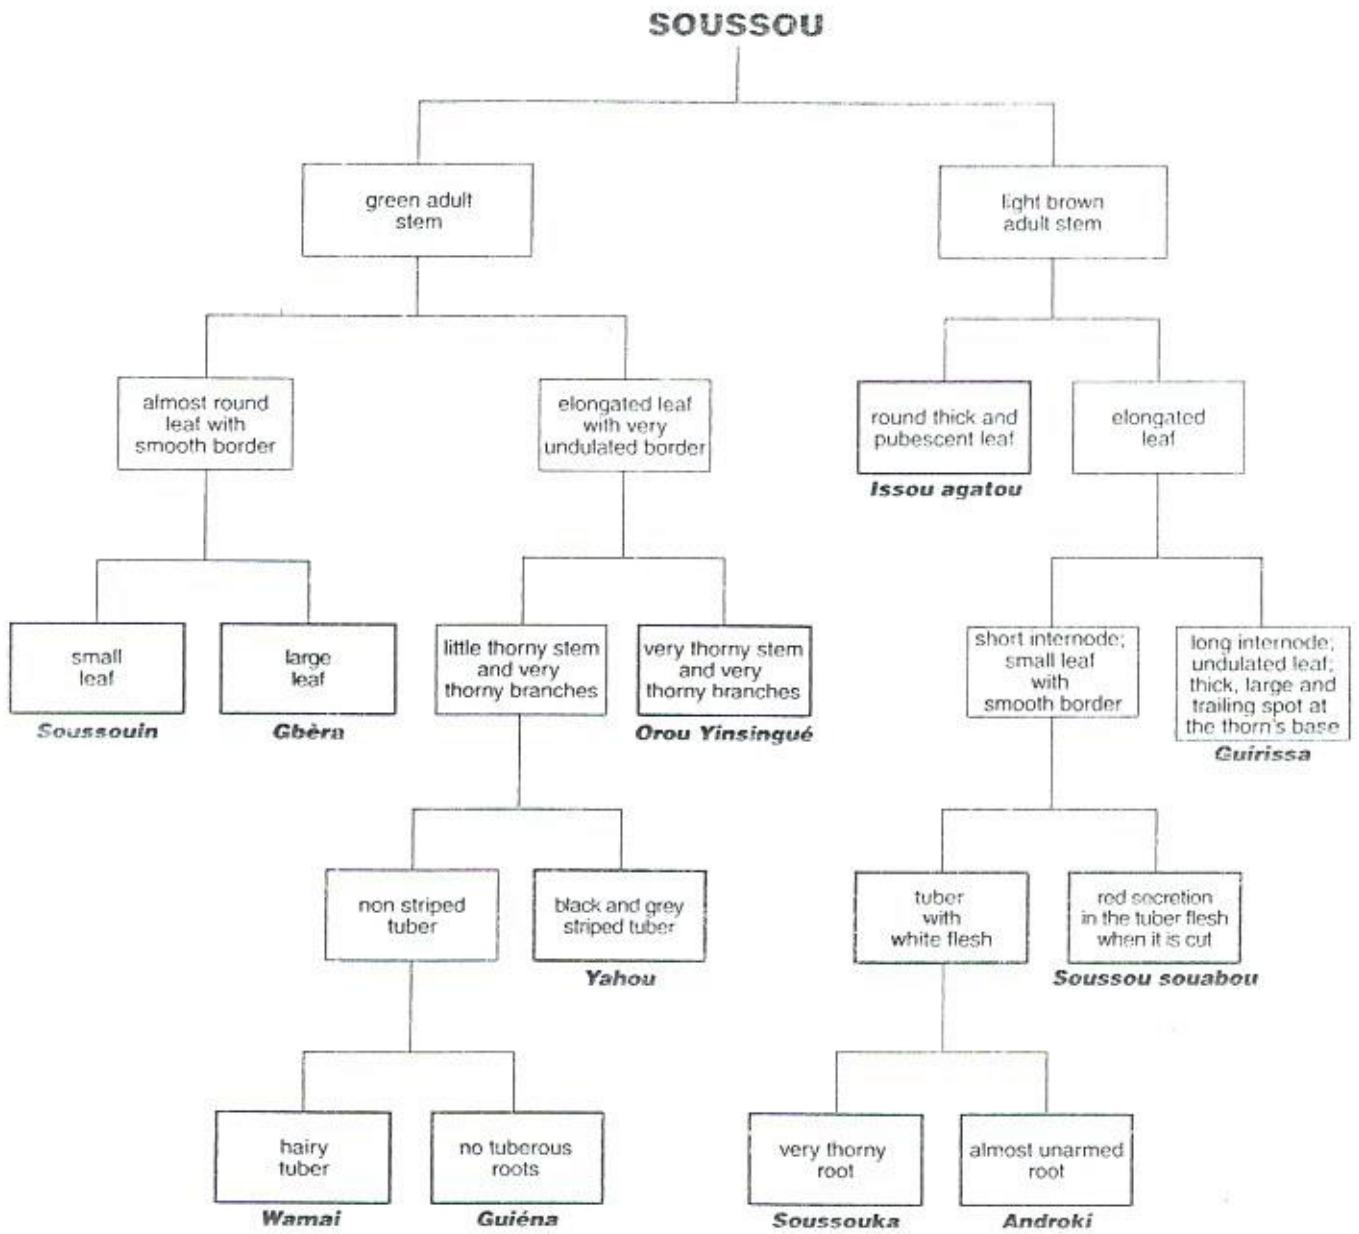 SOUSSOU
green adult
stem
light brown
adult stem
almost round
leaf with
smooth border
elongated leaf
with very
undulated border
round thick and
pubescent leaf
Issou agatou
elongated
leaf
small
leaf
Soussouin
large
leaf
Gbèra
little thorny stem
and very
thorny branches
very thorny stem
and very
thorny branches
Orou Yinsingué
short internode;
small leaf
with
smooth border
long internode;
undulated leaf;
thick, large and
trailing spot at
the thorn's base
Guirissa
non striped
tuber
black and grey
striped tuber
Yahou
tuber
with
white flesh
red secretion
in the tuber flesh
when it is cut
Soussou souabou
hairy
tuber
Wamai
no tuberous
roots
Guiéna
very thorny
root
Soussouka
almost unarmed
root
Androki